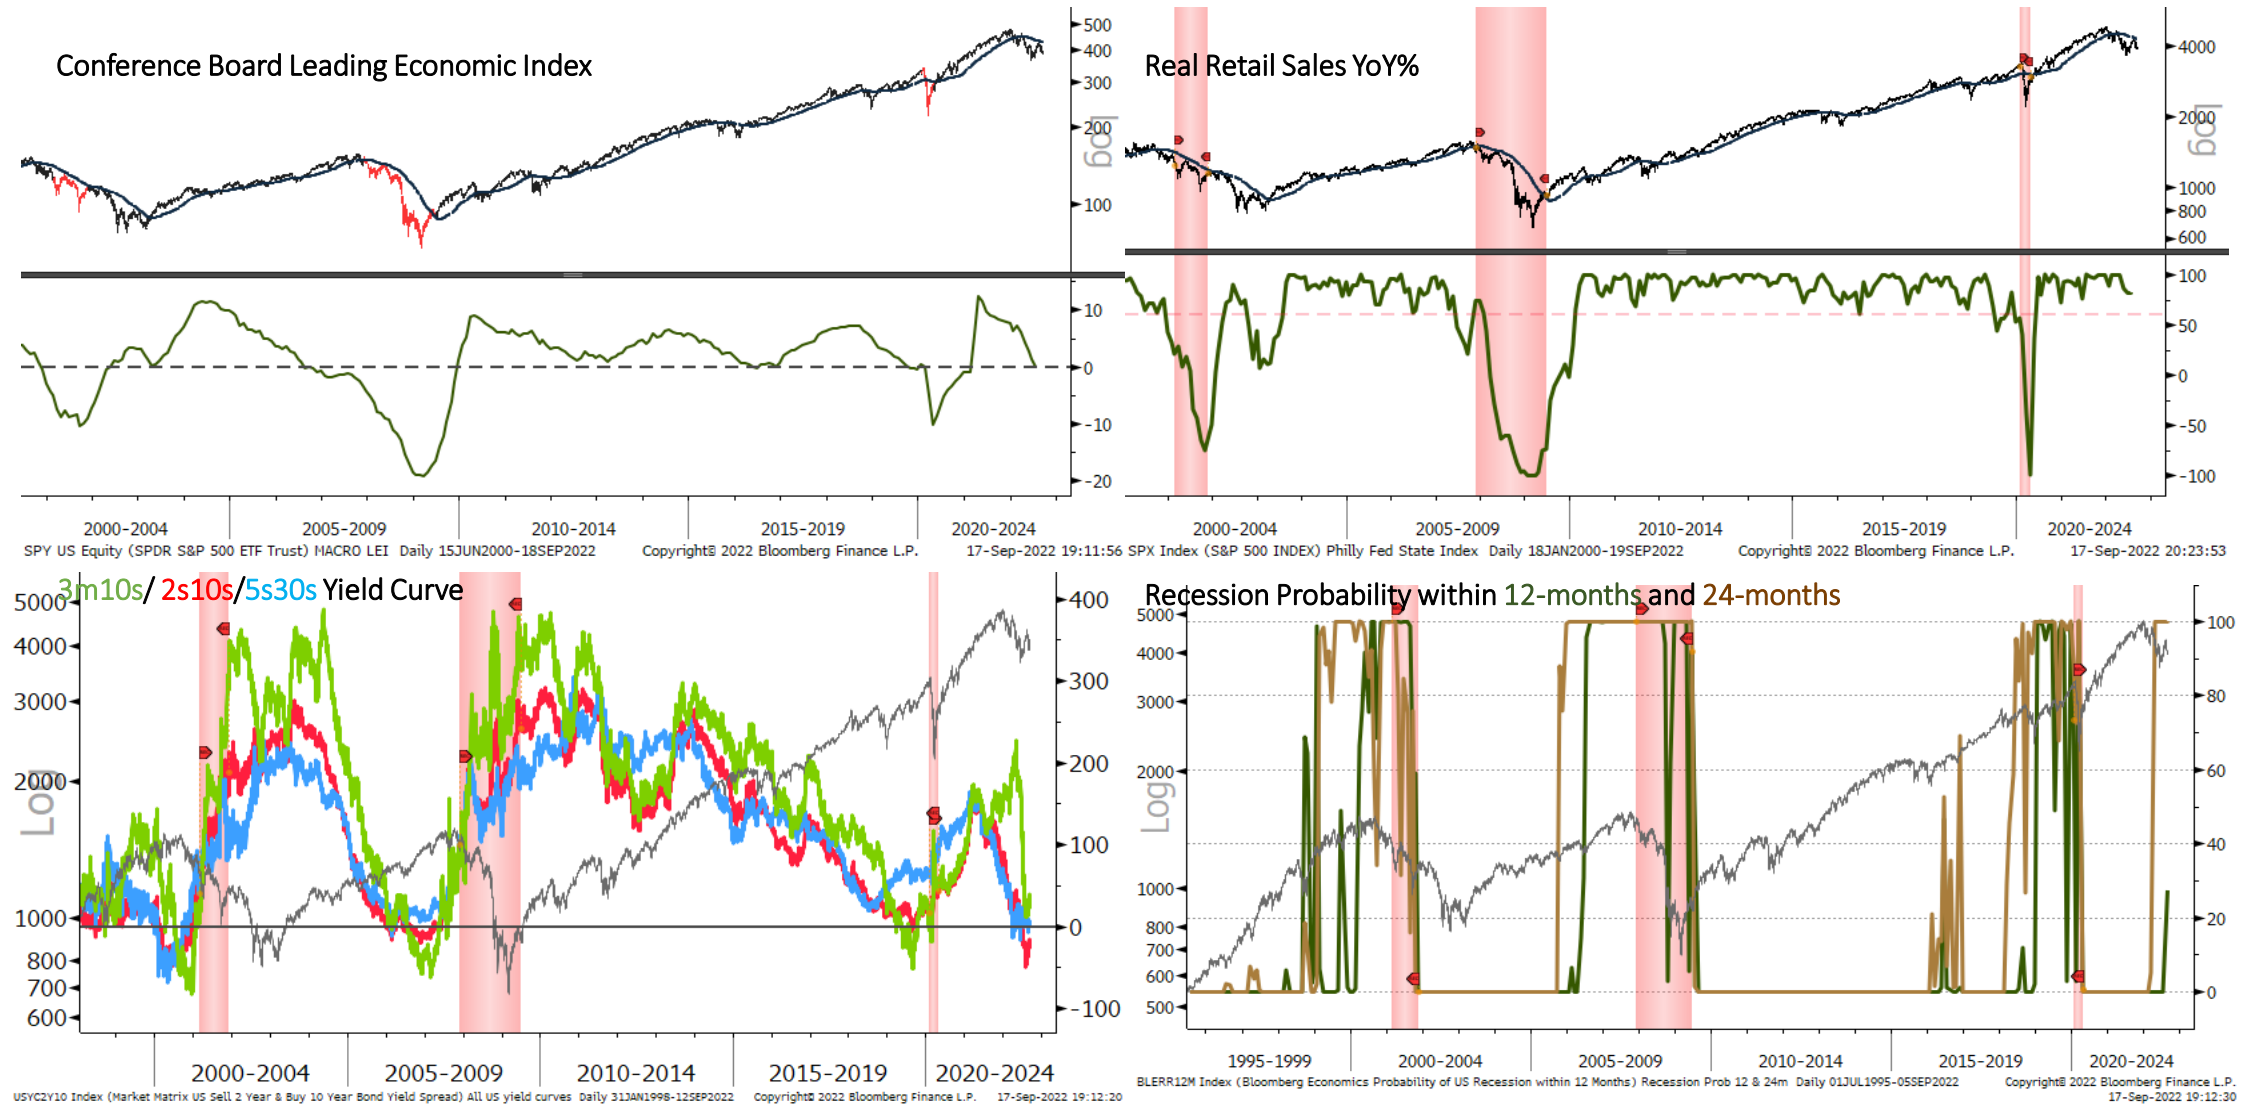 Conference Board Leading Economic Index
500
400
300
200
100
Log
10
0
-10
-20
2000-2004 2005-2009 2010-2014 2015-2019 2020-2024
SPY US Equity (SPDR S&P 500 ETF Trust) MACRO LEI Daily 15JUN2000-18SEP2022 Copyright© 2022 Bloomberg Finance L.P. 17-Sep-2022 19:11:56
Real Retail Sales YoY%
4000
2000
1000
800
600
Log
100
50
0
-50
-100
2000-2004 2005-2009 2010-2014 2015-2019 2020-2024
SPX Index (S&P 500 INDEX) Philly Fed State Index Daily 18JAN2000-19SEP2022 Copyright© 2022 Bloomberg Finance L.P. 17-Sep-2022 20:23:53
3m10s/ 2s10s/5s30s Yield Curve
5000
4000
3000
2000
1000
800
700
600
Log
400
300
200
100
0
-100
2000-2004 2005-2009 2010-2014 2015-2019 2020-2024
USYC2Y10 Index (Market Matrix US Sell 2 Year & Buy 10 Year Bond Yield Spread) All US yield curves Daily 31JAN1998-12SEP2022 Copyright© 2022 Bloomberg Finance L.P. 17-Sep-2022 19:12:20
Recession Probability within 12-months and 24-months
5000
4000
3000
2000
1000
800
700
600
500
Log
100
80
60
40
20
0
1995-1999 2000-2004 2005-2009 2010-2014 2015-2019 2020-2024
BLERR12M Index (Bloomberg Economics Probability of US Recession within 12 Months) Recession Prob 12 & 24m Daily 01JUL1995-05SEP2022 Copyright© 2022 Bloomberg Finance L.P.
17-Sep-2022 19:12:30